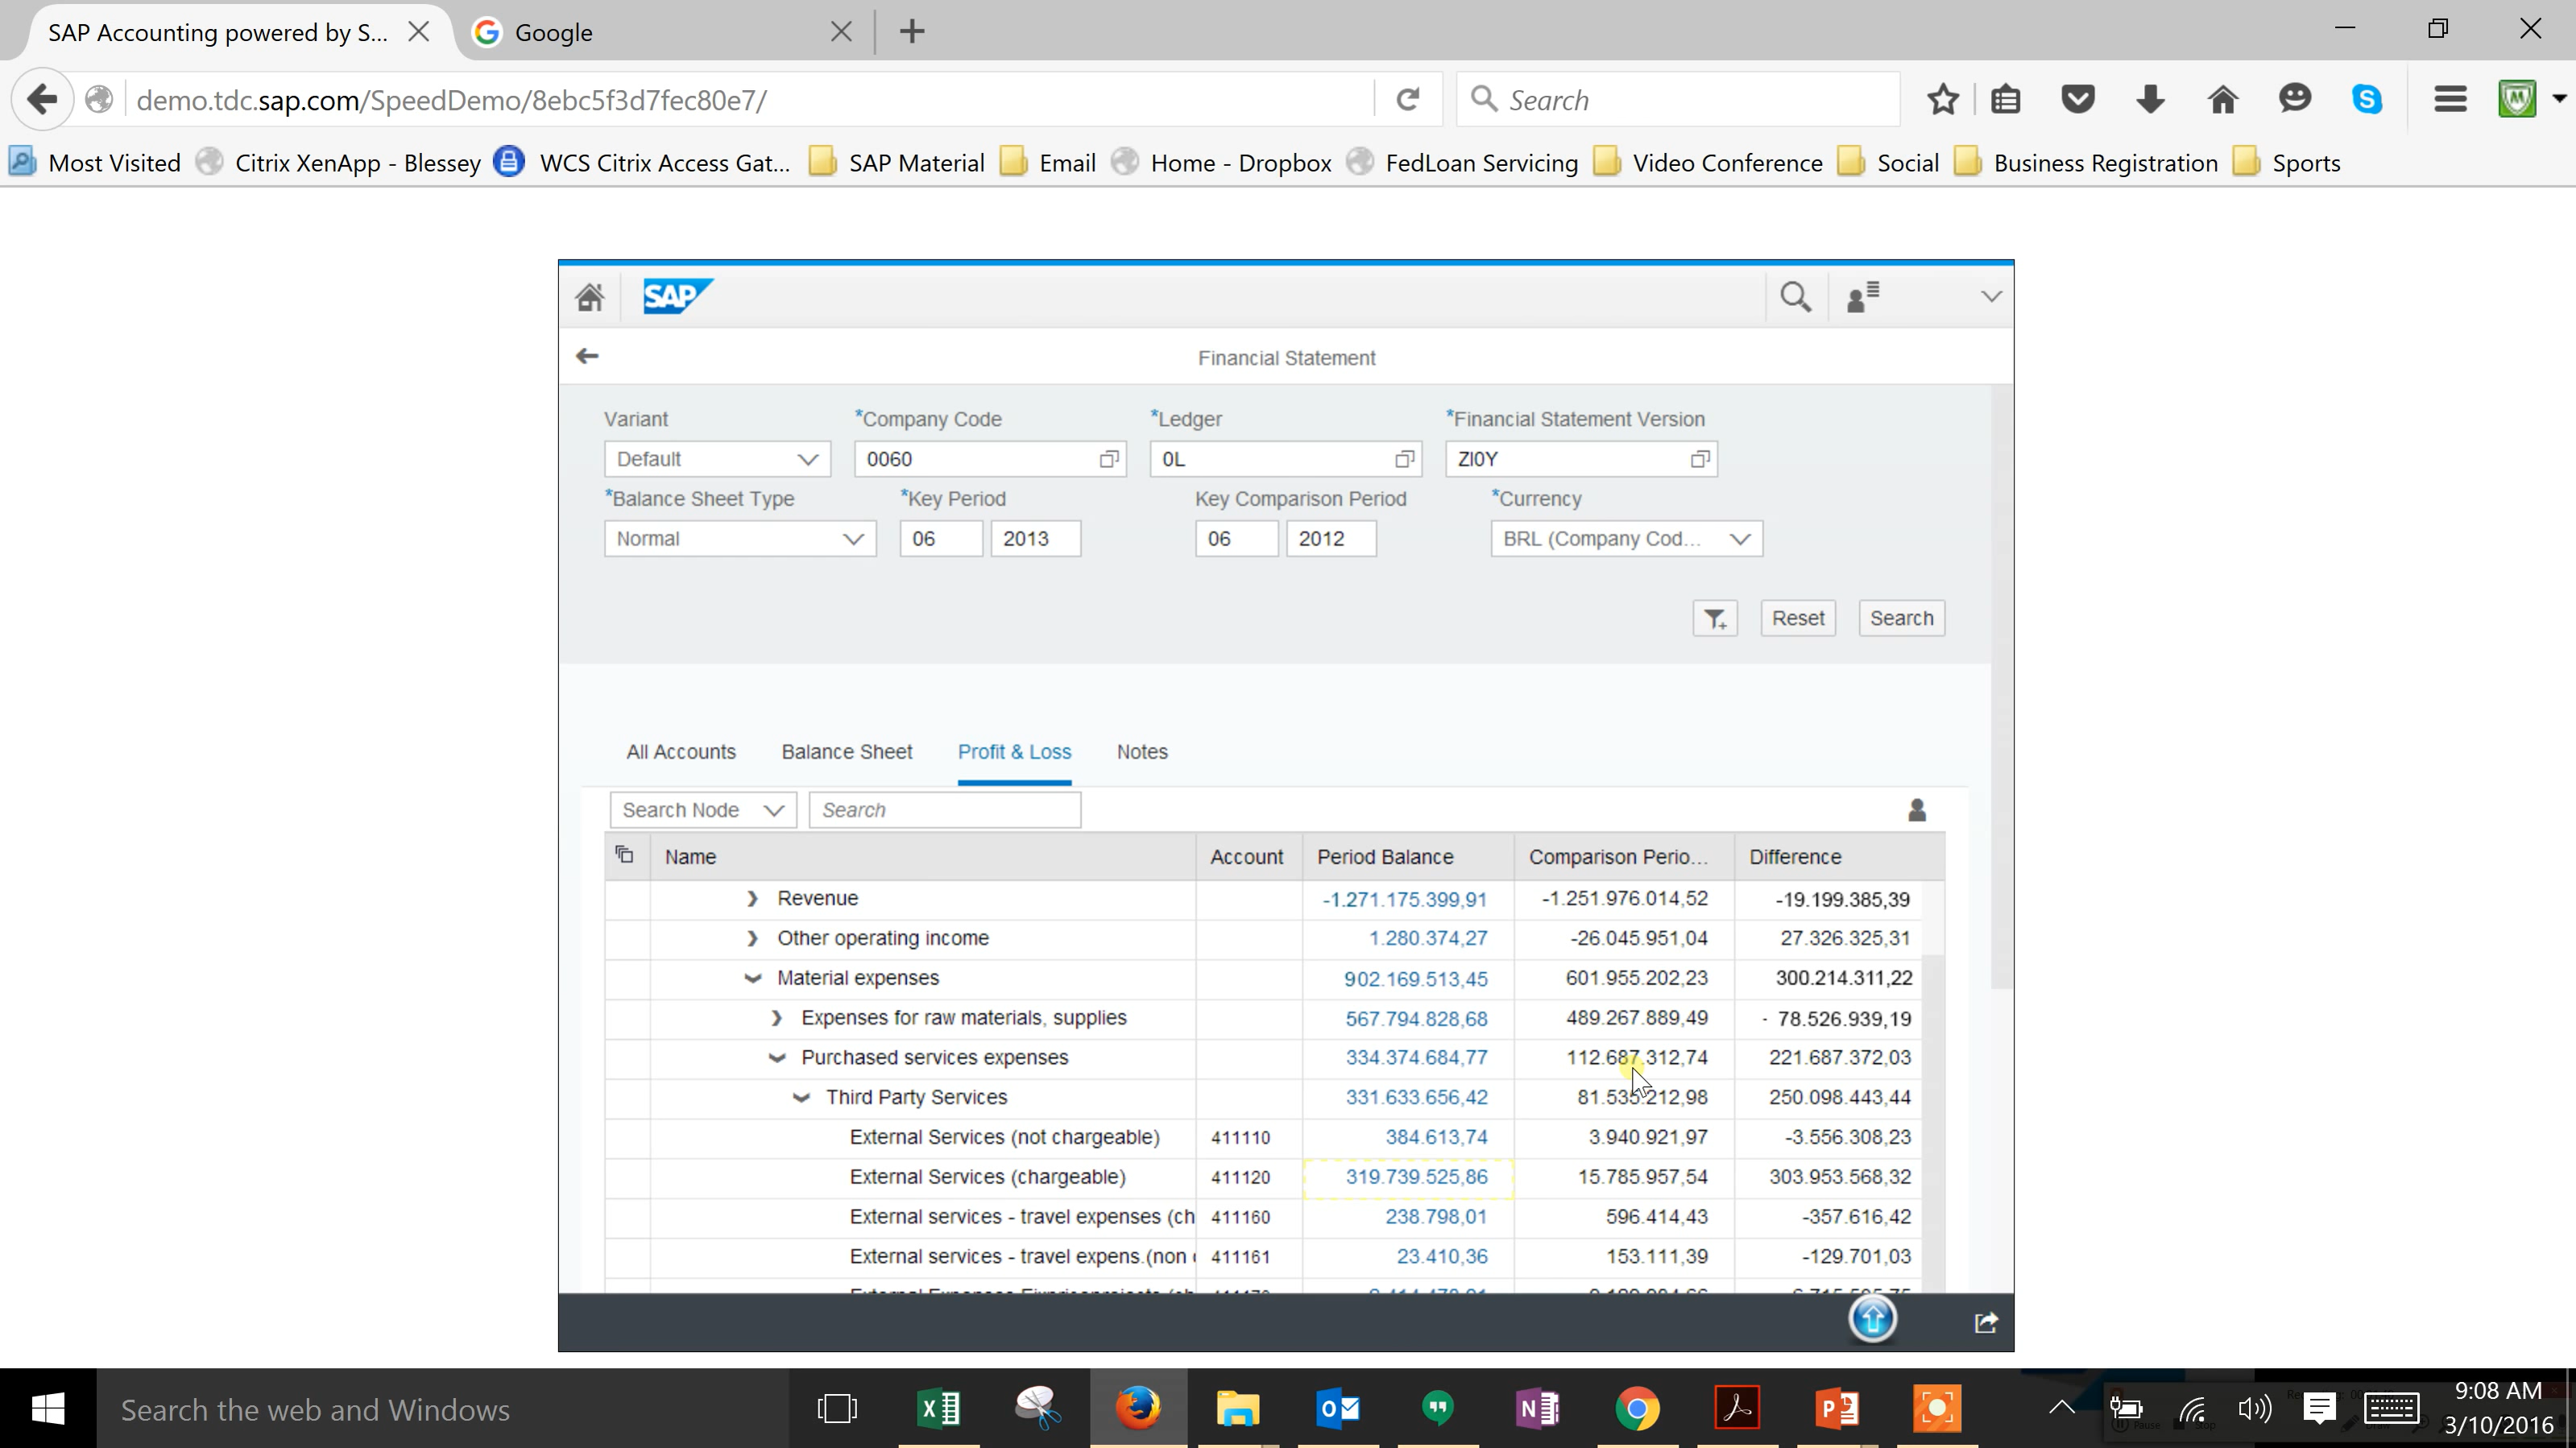 SAP Accounting powered by S...
Google
demo.tdc.sap.com/SpeedDemo/8ebc5f3d7fec80e7/
Search
Most Visited Citrix XenApp - Blessey WCS Citrix Access Gat... SAP Material Email Home - Dropbox FedLoan Servicing Video Conference Social Business Registration Sports
SAP
Financial Statement
Variant *Company Code *Ledger *Financial Statement Version
Default 0060 0L ZI0Y
*Balance Sheet Type *Key Period Key Comparison Period *Currency
Normal 06 2013 06 2012 BRL (Company Cod...
Reset Search
All Accounts Balance Sheet Profit & Loss Notes
Search Node Search
Name Account Period Balance Comparison Perio... Difference
Revenue -1.271.175.399,91 -1.251.976.014,52 -19.199.385,39
Other operating income 1.280.374,27 -26.045.951,04 27.326.325,31
Material expenses 902.169.513,45 601.955.202,23 300.214.311,22
Expenses for raw materials, supplies 567.794.828,68 489.267.889,49 - 78.526.939,19
Purchased services expenses 334.374.684,77 112.687.312,74 221.687.372,03
Third Party Services 331.633.656,42 81.535.212,98 250.098.443,44
External Services (not chargeable) 411110 384.613,74 3.940.921,97 -3.556.308,23
External Services (chargeable) 411120 319.739.525,86 15.785.957,54 303.953.568,32
External services - travel expenses (ch 411160 238.798,01 596.414,43 -357.616,42
External services - travel expens.(non 411161 23.410,36 153.111,39 -129.701,03
Search the web and Windows
9:08 AM
3/10/2016